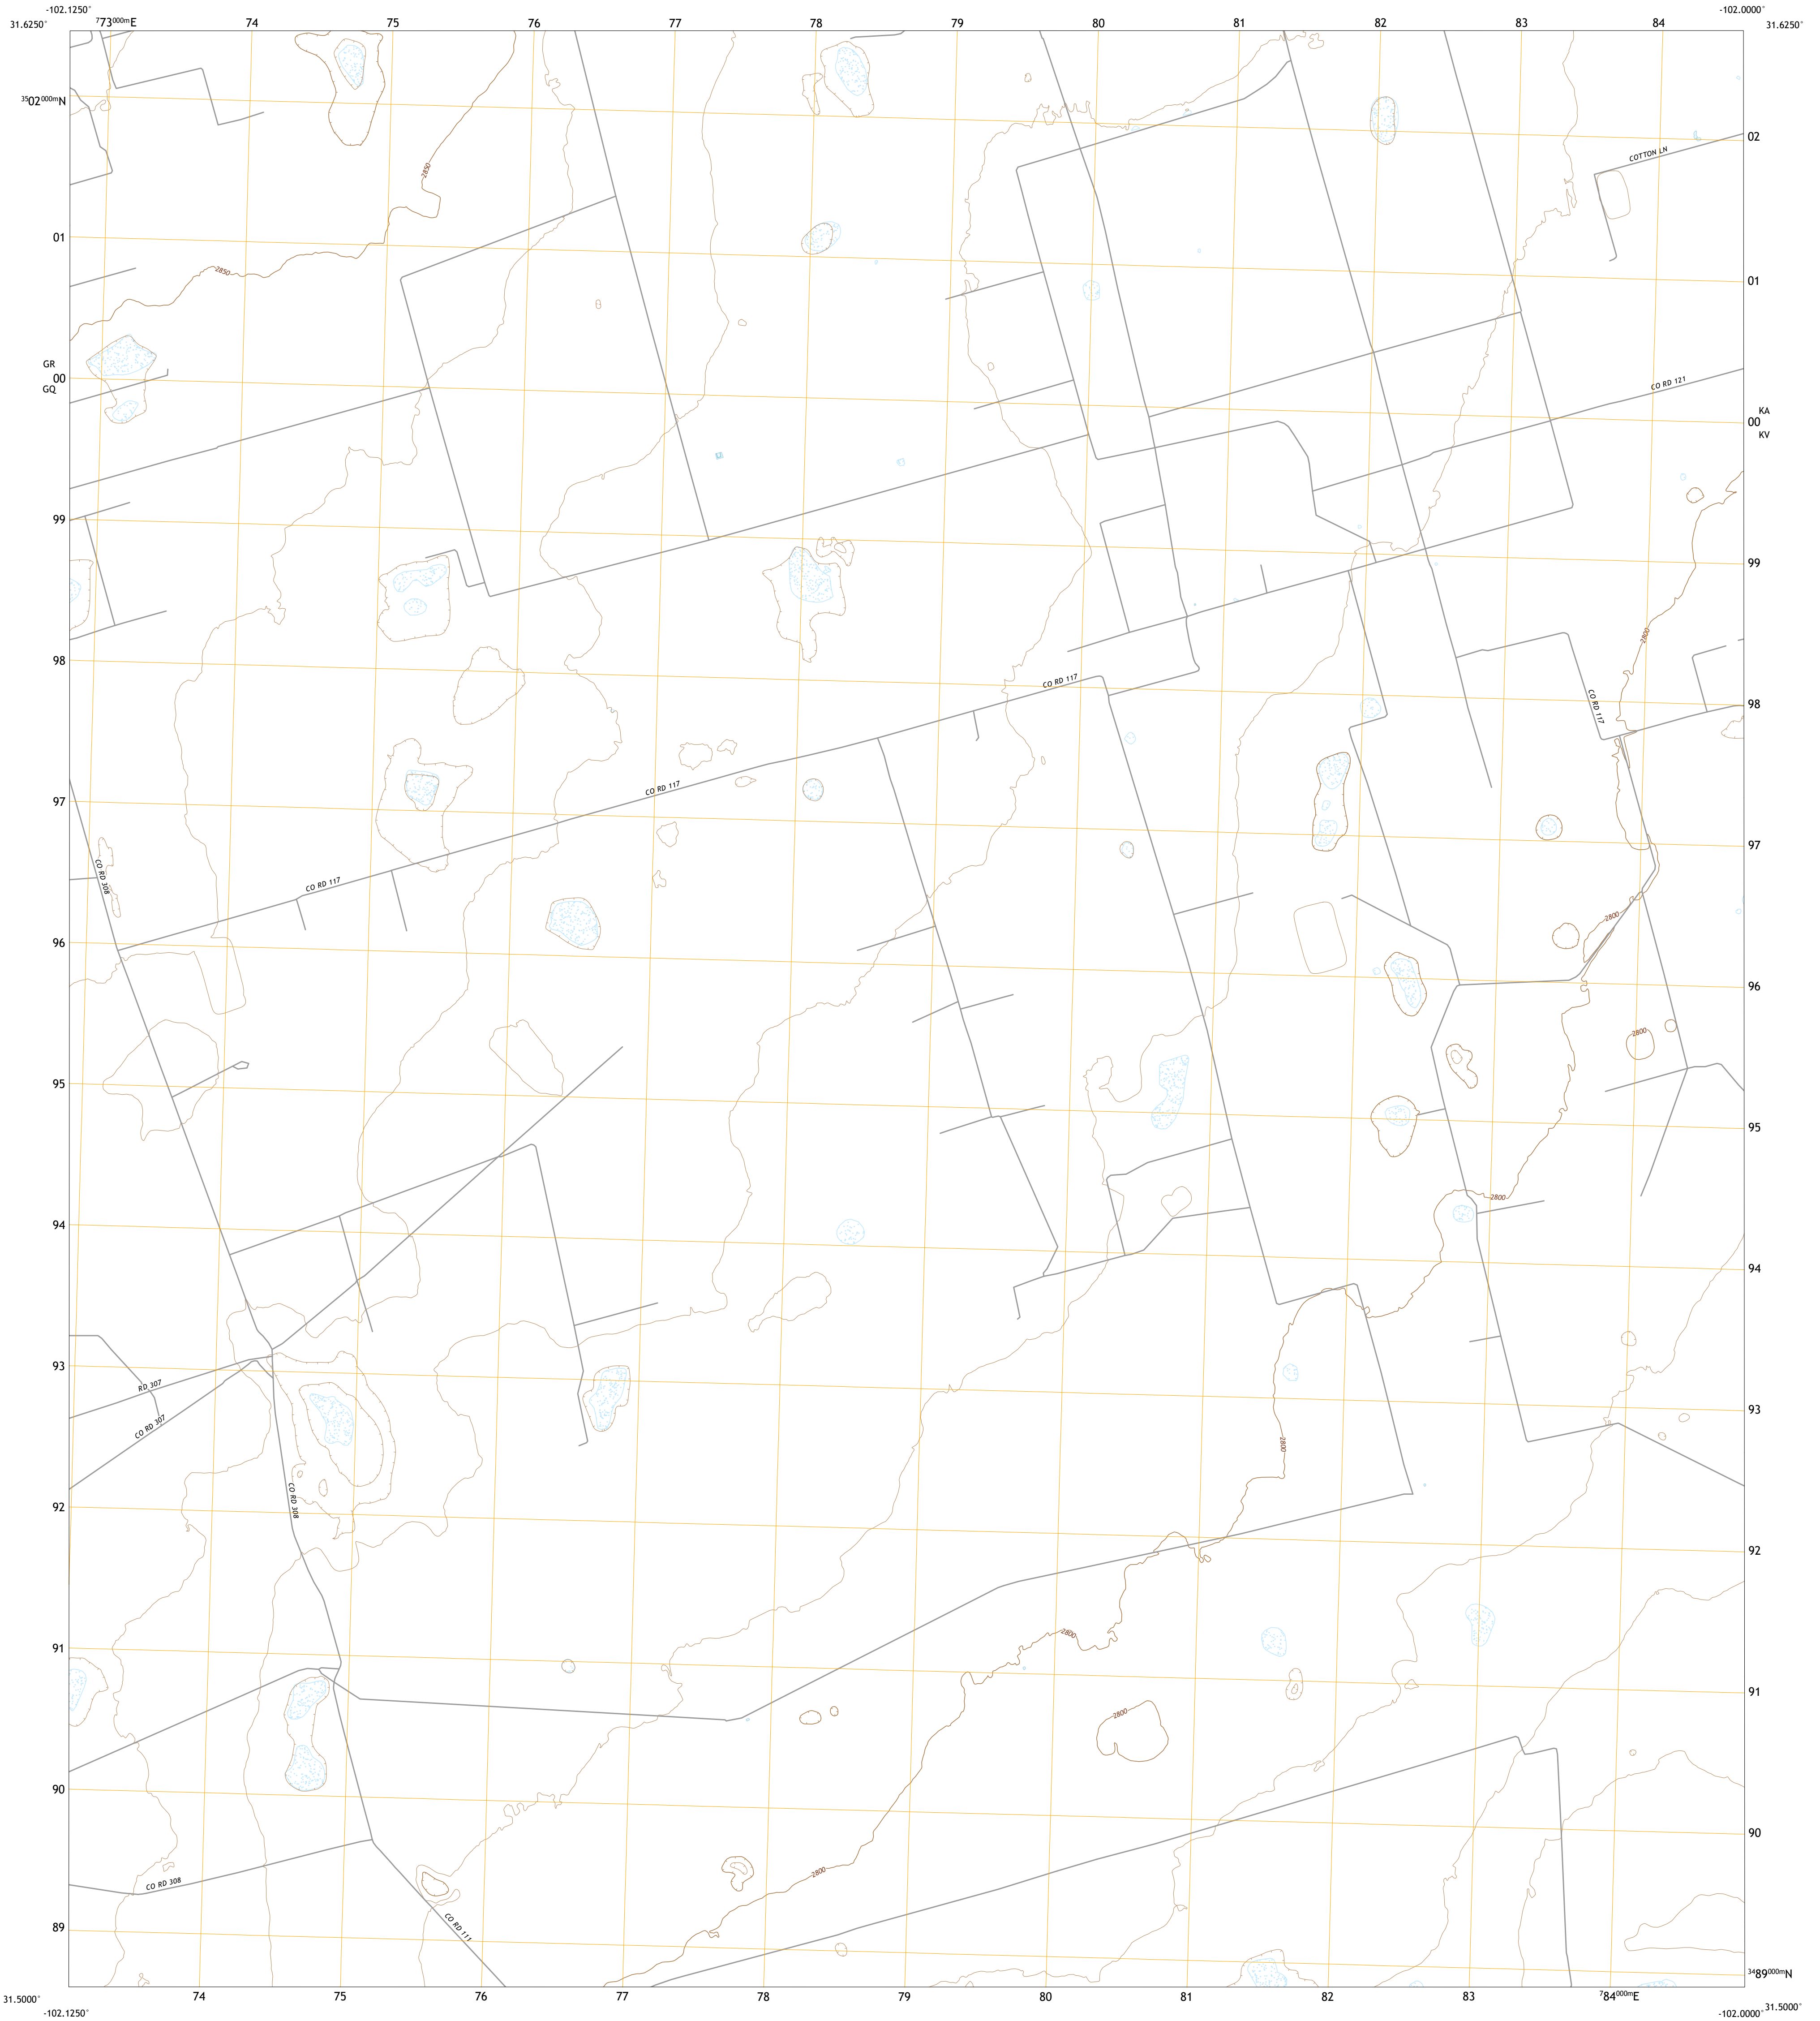 -102.1250° -102.0000°
31.6250° ⁷73⁰⁰⁰ᵐE 74 75 76 77 78 79 80 81 82 83 84 31.6250°
³⁵02⁰⁰⁰ᵐN
02
COTTON LN
2850
01
2850
01
GR
00
GQ
CO RD 121
KA
00
KV
99
99
2800
98
CO RD 117
CO RD 117
98
CO RD 117
97
97
CO RD 308
CO RD 117
2800
96
96
2800
95
95
2800
94
94
93
RD 307
CO RD 307
93
2800
CO RD 308
92
92
2800
91
91
2800
90
90
2800
CO RD 308
89
CO RD 111
³⁴89⁰⁰⁰ᵐN
31.5000° 74 75 76 77 78 79 80 81 82 83 ⁷84⁰⁰⁰ᵐE 31.5000°
-102.1250° -102.0000°